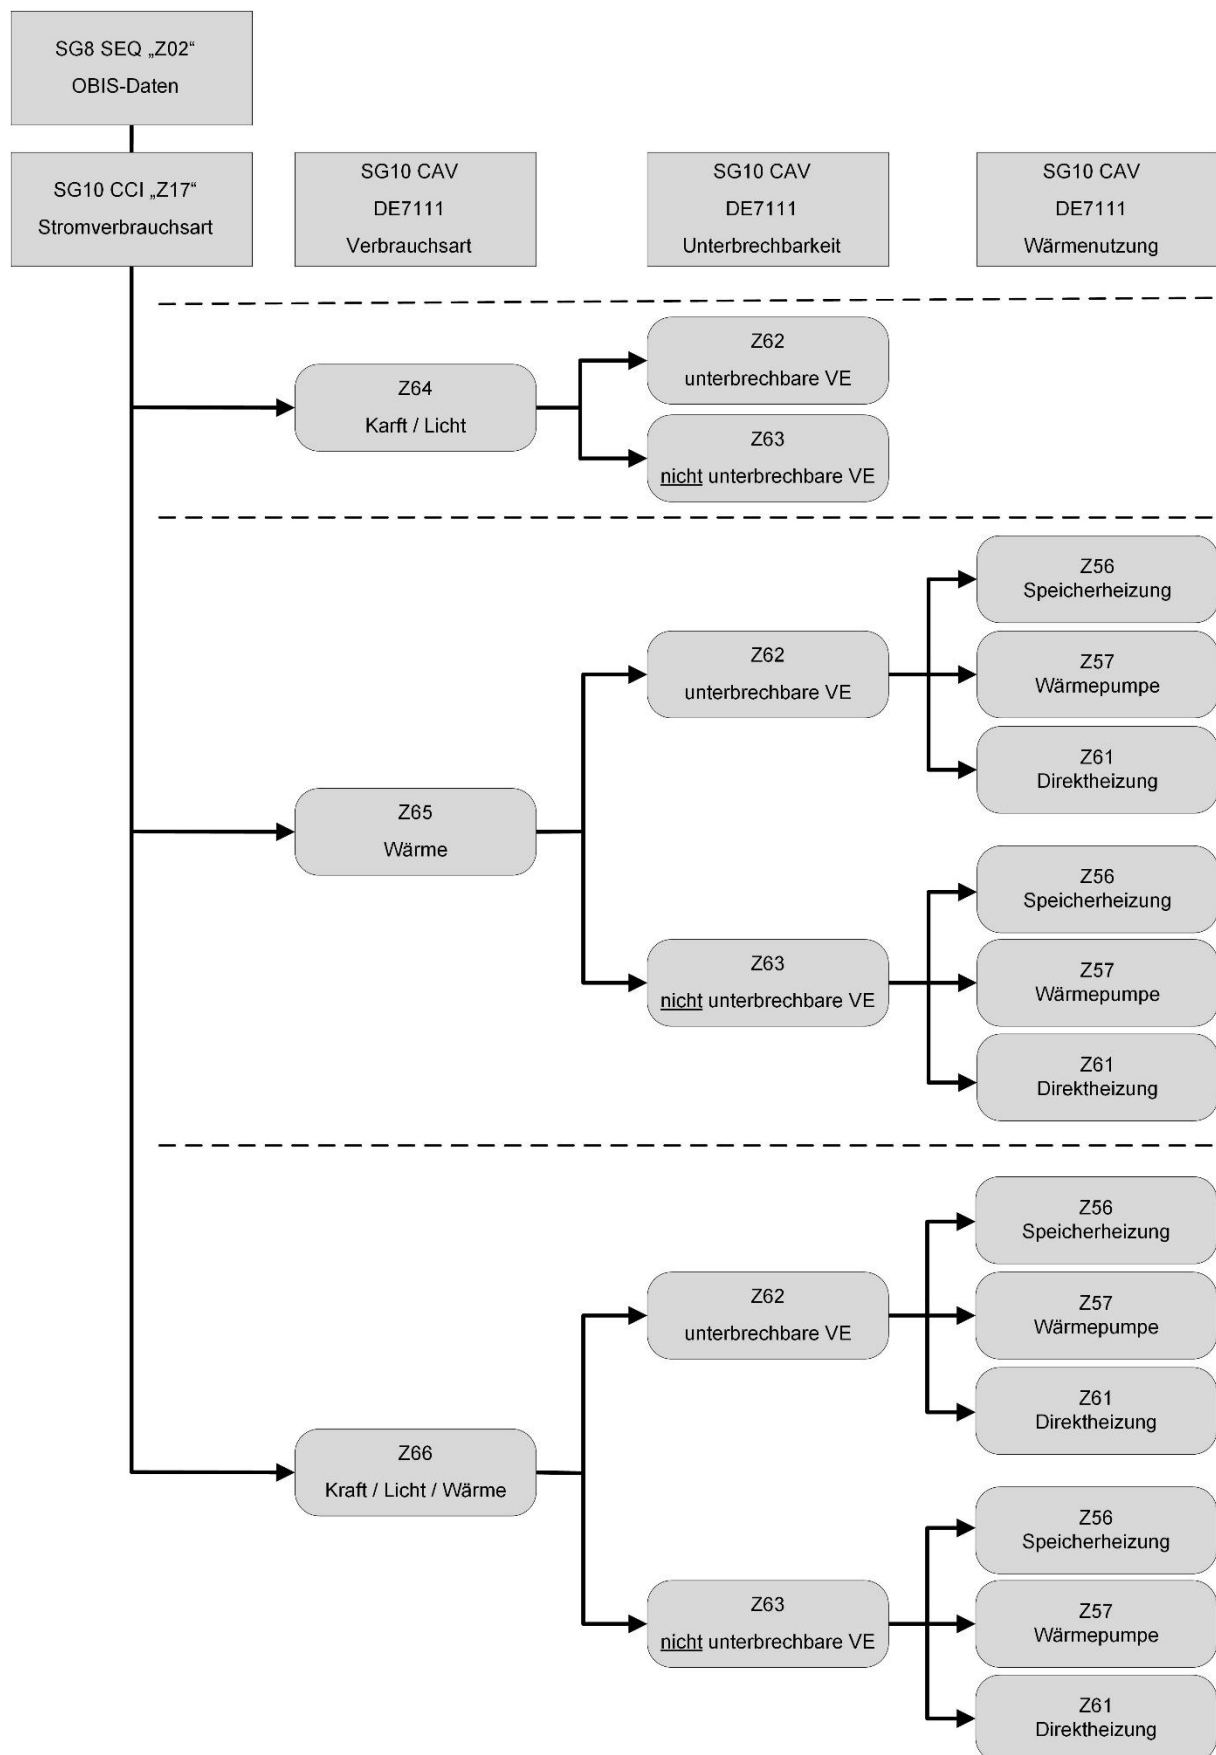 SG8 SEQ „Z02“
OBIS-Daten
SG10 CCI „Z17“
Stromverbrauchsart
SG10 CAV
DE7111
Verbrauchsart
SG10 CAV
DE7111
Unterbrechbarkeit
SG10 CAV
DE7111
Wärmenutzung
Z64
Karft / Licht
Z62
unterbrechbare VE
Z63
nicht unterbrechbare VE
Z65
Wärme
Z62
unterbrechbare VE
Z56
Speicherheizung
Z57
Wärmepumpe
Z61
Direktheizung
Z63
nicht unterbrechbare VE
Z56
Speicherheizung
Z57
Wärmepumpe
Z61
Direktheizung
Z66
Kraft / Licht / Wärme
Z62
unterbrechbare VE
Z56
Speicherheizung
Z57
Wärmepumpe
Z61
Direktheizung
Z63
nicht unterbrechbare VE
Z56
Speicherheizung
Z57
Wärmepumpe
Z61
Direktheizung